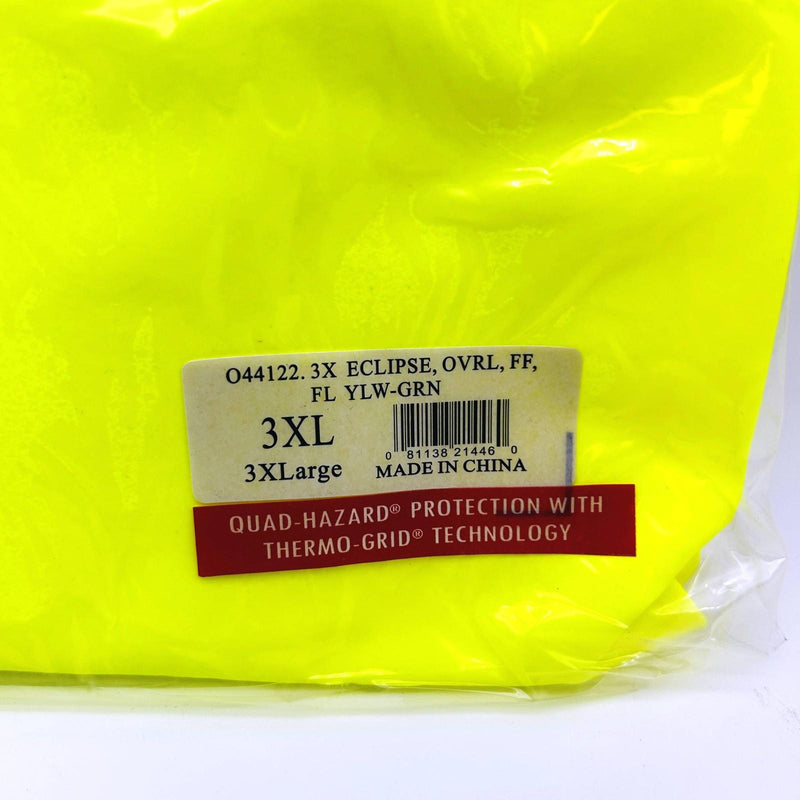 O44122. 3X ECLIPSE, OVRL, FF,
FL YLW-GRN
3XL
3XLarge
0 81138 21446 0
MADE IN CHINA
QUAD-HAZARD® PROTECTION WITH
THERMO-GRID® TECHNOLOGY